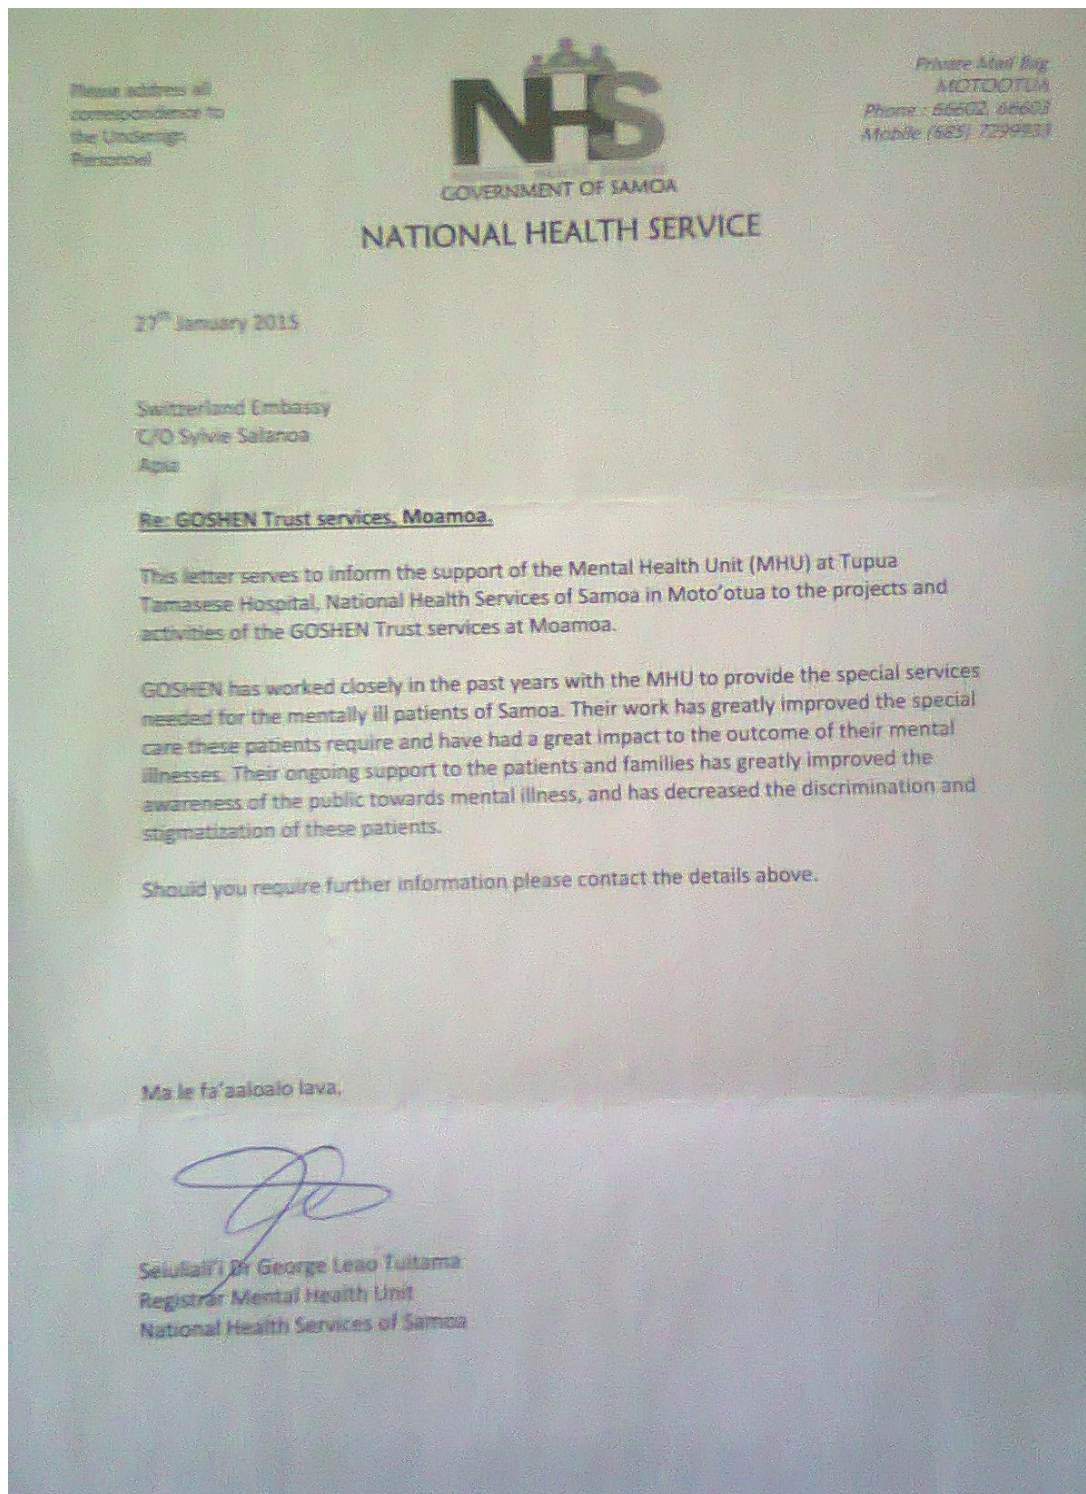 Please address all
correspondence to
the Undersign
Personnel
NHS
GOVERNMENT OF SAMOA
NATIONAL HEALTH SERVICE
Private Mail Bag
MOTOOTUA
Phone : 66602, 66603
Mobile (685) 7299933
27th January 2015
Switzerland Embassy
C/O Sylvie Salanoa
Apia
Re: GOSHEN Trust services, Moamoa.
This letter serves to inform the support of the Mental Health Unit (MHU) at Tupua
Tamasese Hospital, National Health Services of Samoa in Moto’otua to the projects and
activities of the GOSHEN Trust services at Moamoa.
GOSHEN has worked closely in the past years with the MHU to provide the special services
needed for the mentally ill patients of Samoa. Their work has greatly improved the special
care these patients require and have had a great impact to the outcome of their mental
illnesses. Their ongoing support to the patients and families has greatly improved the
awareness of the public towards mental illness, and has decreased the discrimination and
stigmatization of these patients.
Should you require further information please contact the details above.
Ma le fa’aaloalo lava,
Seiuliali’i Dr George Leao Tuitama
Registrar Mental Health Unit
National Health Services of Samoa